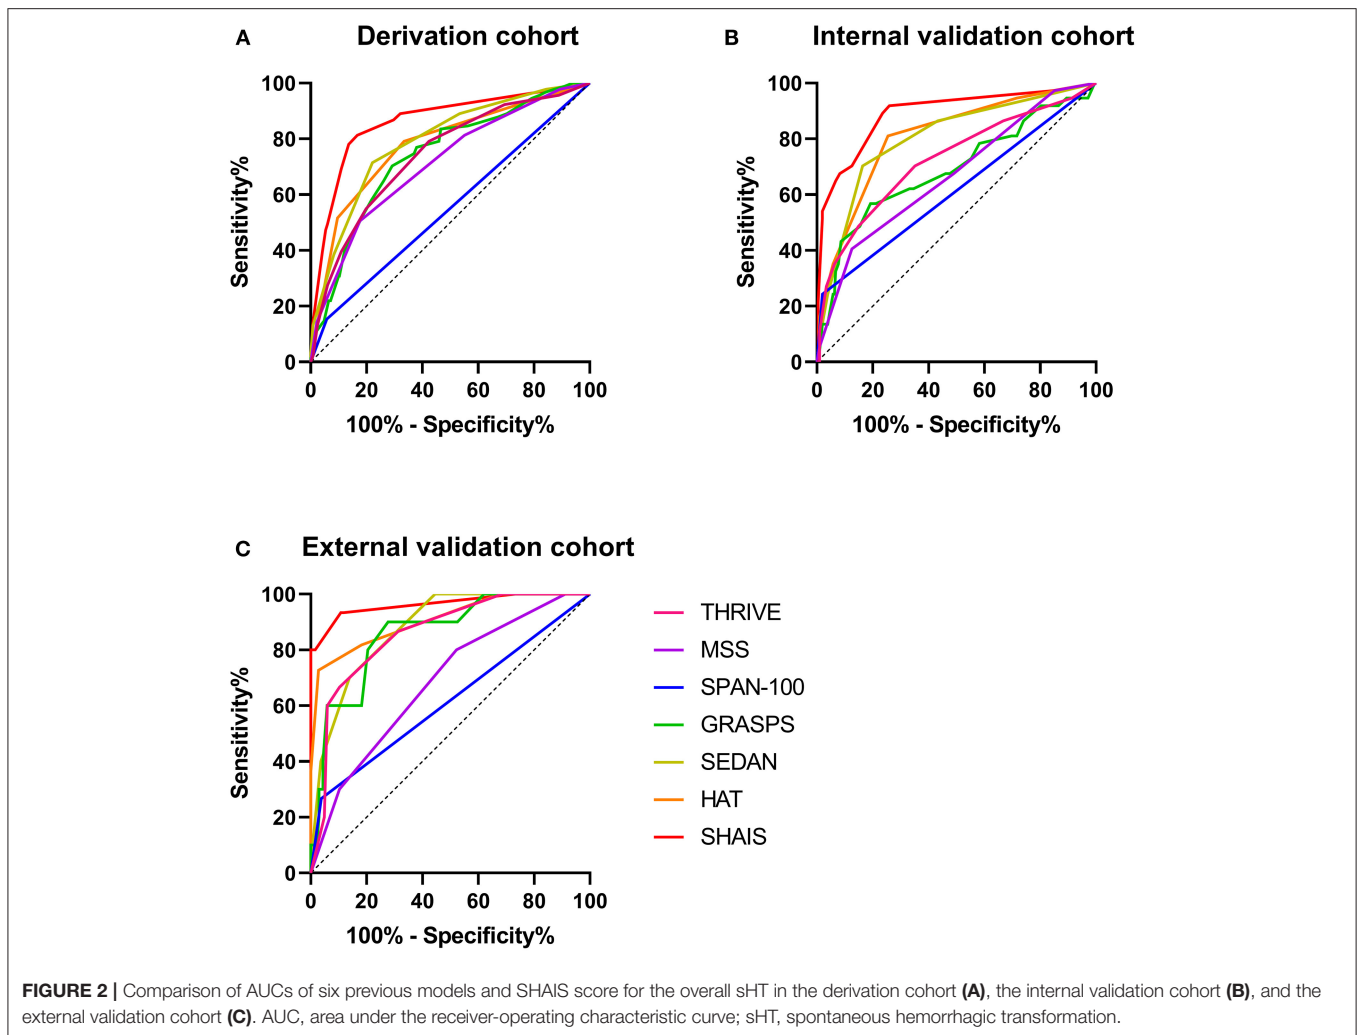 A Derivation cohort
100
80
60
40
20
0
Sensitivity%
0 20 40 60 80 100
100% - Specificity%
B Internal validation cohort
100
80
60
40
20
0
Sensitivity%
0 20 40 60 80 100
100% - Specificity%
C External validation cohort
100
80
60
40
20
0
Sensitivity%
0 20 40 60 80 100
100% - Specificity%
THRIVE
MSS
SPAN-100
GRASPS
SEDAN
HAT
SHAIS
FIGURE 2 | Comparison of AUCs of six previous models and SHAIS score for the overall sHT in the derivation cohort (A), the internal validation cohort (B), and the
external validation cohort (C). AUC, area under the receiver-operating characteristic curve; sHT, spontaneous hemorrhagic transformation.